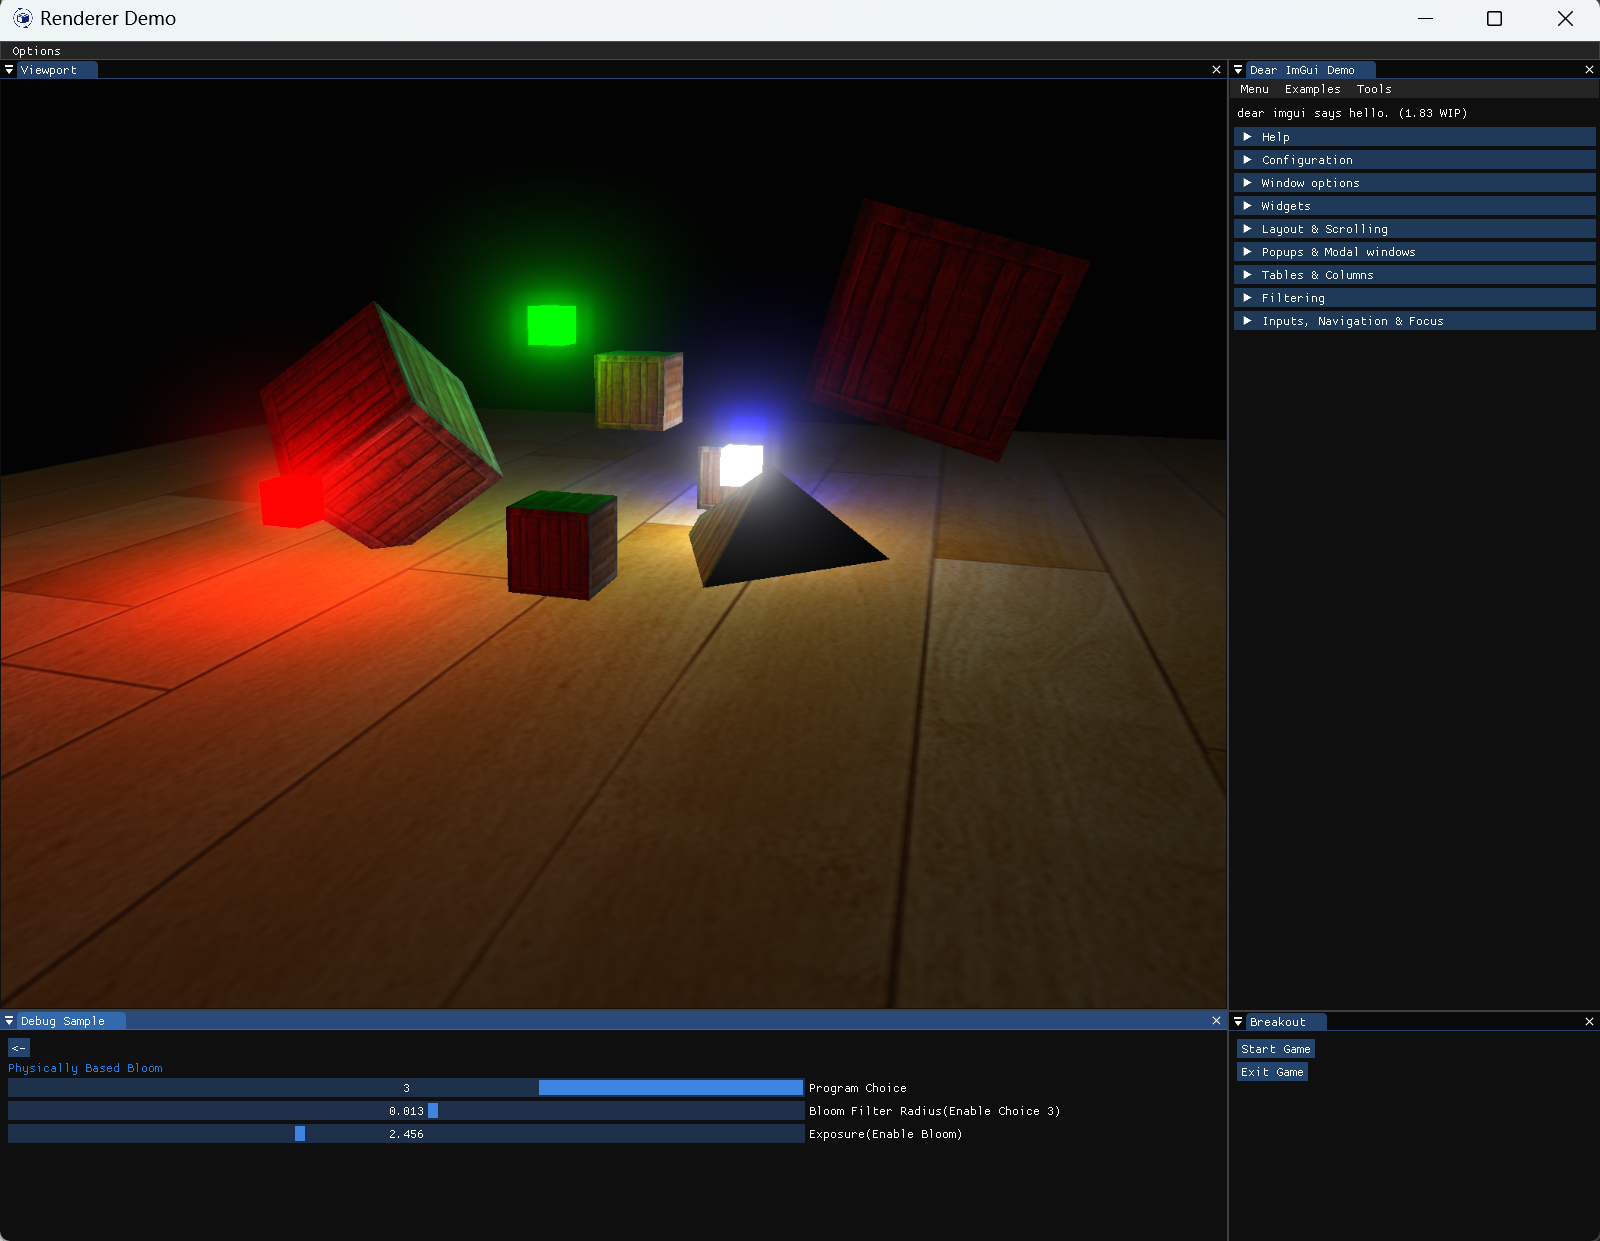 Renderer Demo
Options
Viewport
Dear ImGui Demo
Menu Examples Tools
dear imgui says hello. (1.83 WIP)
Help
Configuration
Window options
Widgets
Layout & Scrolling
Popups & Modal windows
Tables & Columns
Filtering
Inputs, Navigation & Focus
Debug Sample
<-
Physically Based Bloom
3 Program Choice
0.013 Bloom Filter Radius(Enable Choice 3)
2.456 Exposure(Enable Bloom)
Breakout
Start Game
Exit Game